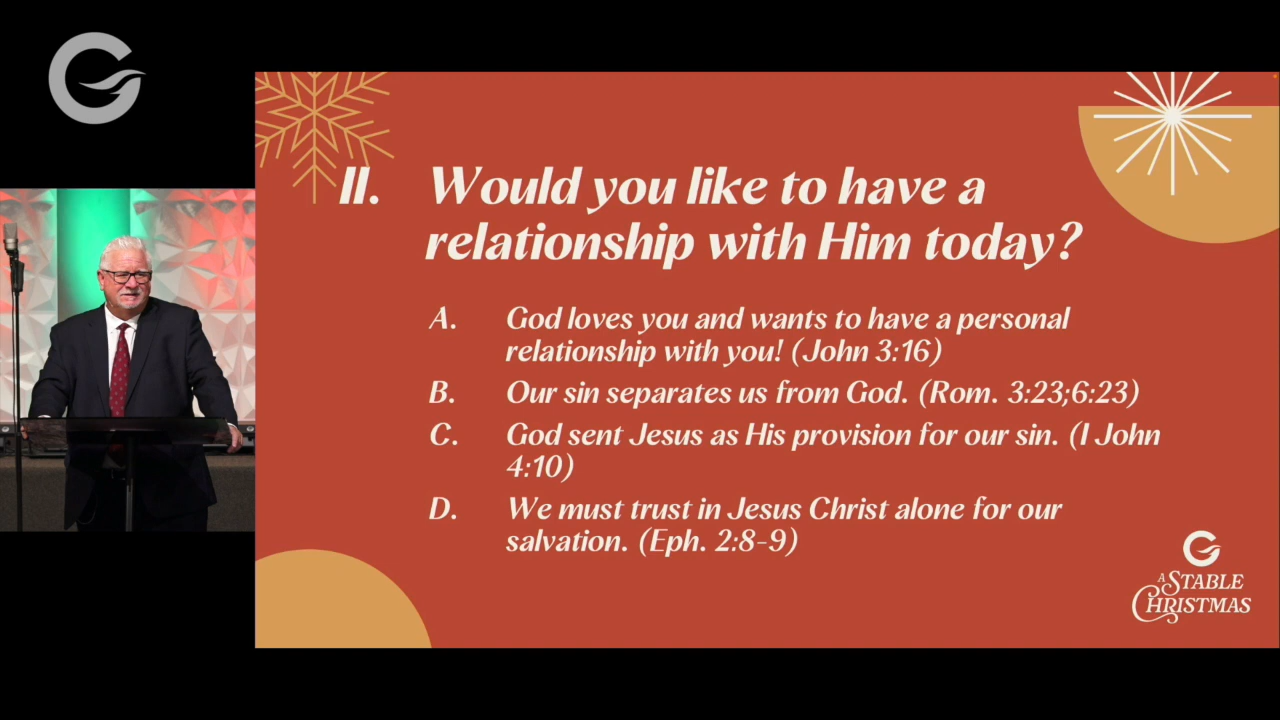 II. Would you like to have a
relationship with Him today?
A. God loves you and wants to have a personal
relationship with you! (John 3:16)
B. Our sin separates us from God. (Rom. 3:23;6:23)
C. God sent Jesus as His provision for our sin. (I John
4:10)
D. We must trust in Jesus Christ alone for our
salvation. (Eph. 2:8-9)
A STABLE
CHRISTMAS